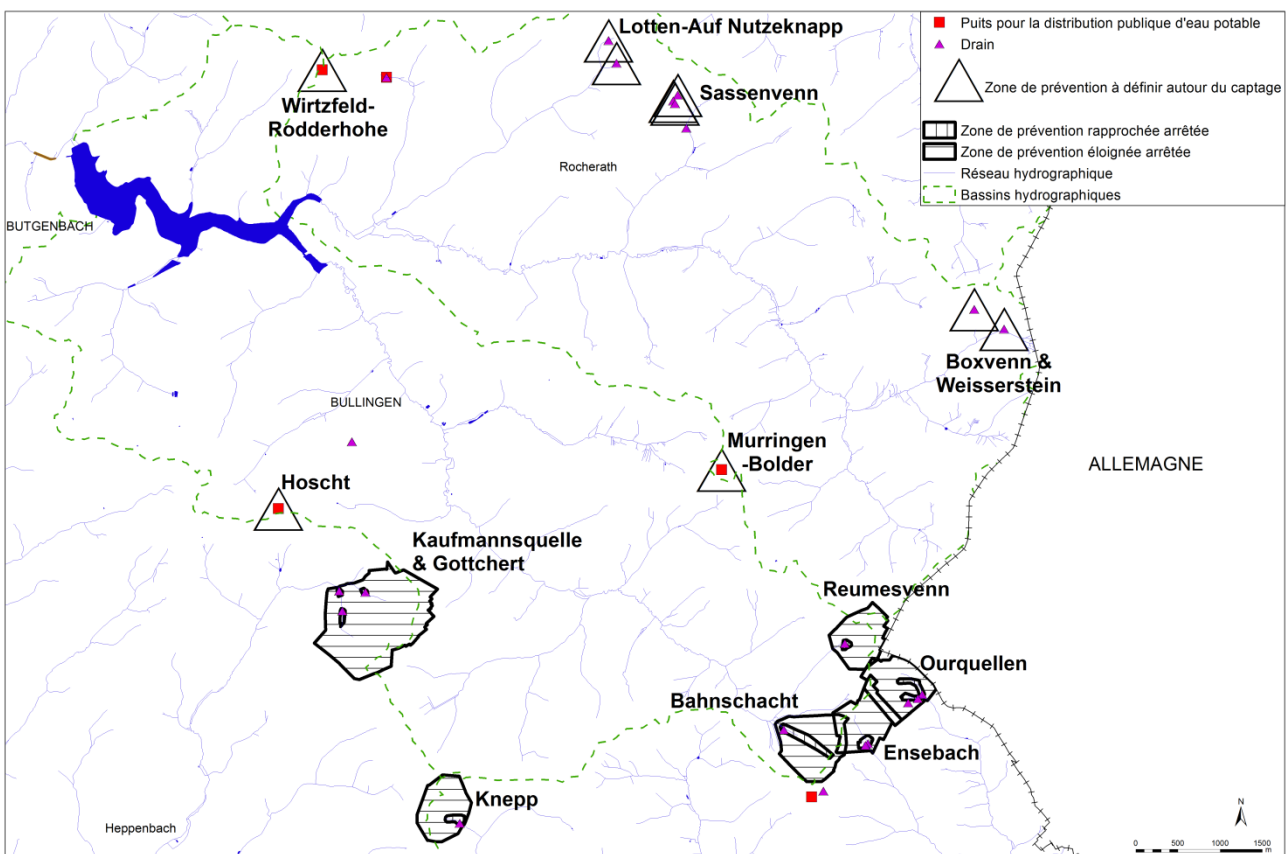 Lotten-Auf Nutzeknapp
Puits pour la distribution publique d'eau potable
Drain
Zone de prévention à définir autour du captage
Zone de prévention rapprochée arrêtée
Zone de prévention éloignée arrêtée
Réseau hydrographique
Bassins hydrographiques
Wirtzfeld-
Rodderhohe
Sassenvenn
Rocherath
BUTGENBACH
Boxvenn &
Weisserstein
BULLINGEN
Murringen
-Bolder
ALLEMAGNE
Hoscht
Kaufmannsquelle
& Gottchert
Reumesvenn
Ourquellen
Bahnschacht
Ensebach
Knepp
Heppenbach
N
0 500 1000 1500
m